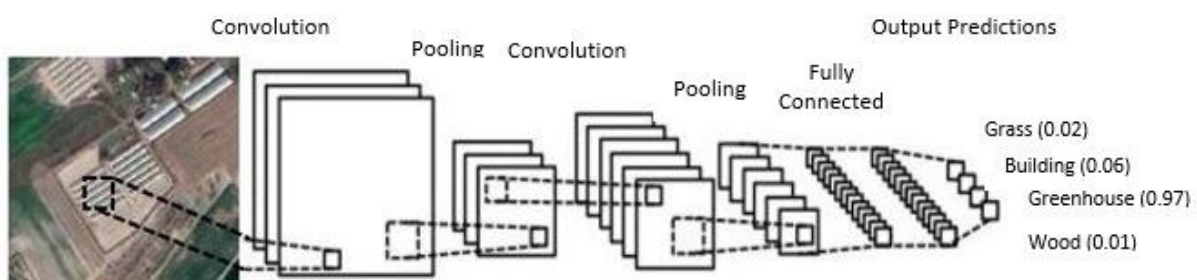 Convolution
Pooling
Convolution
Pooling
Fully
Connected
Output Predictions
Grass (0.02)
Building (0.06)
Greenhouse (0.97)
Wood (0.01)